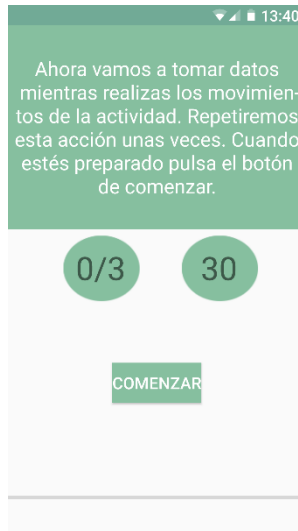 13:40
Ahora vamos a tomar datos
mientras realizas los movimien-
tos de la actividad. Repetiremos
esta acción unas veces. Cuando
estés preparado pulsa el botón
de comenzar.
0/3 30
COMENZAR